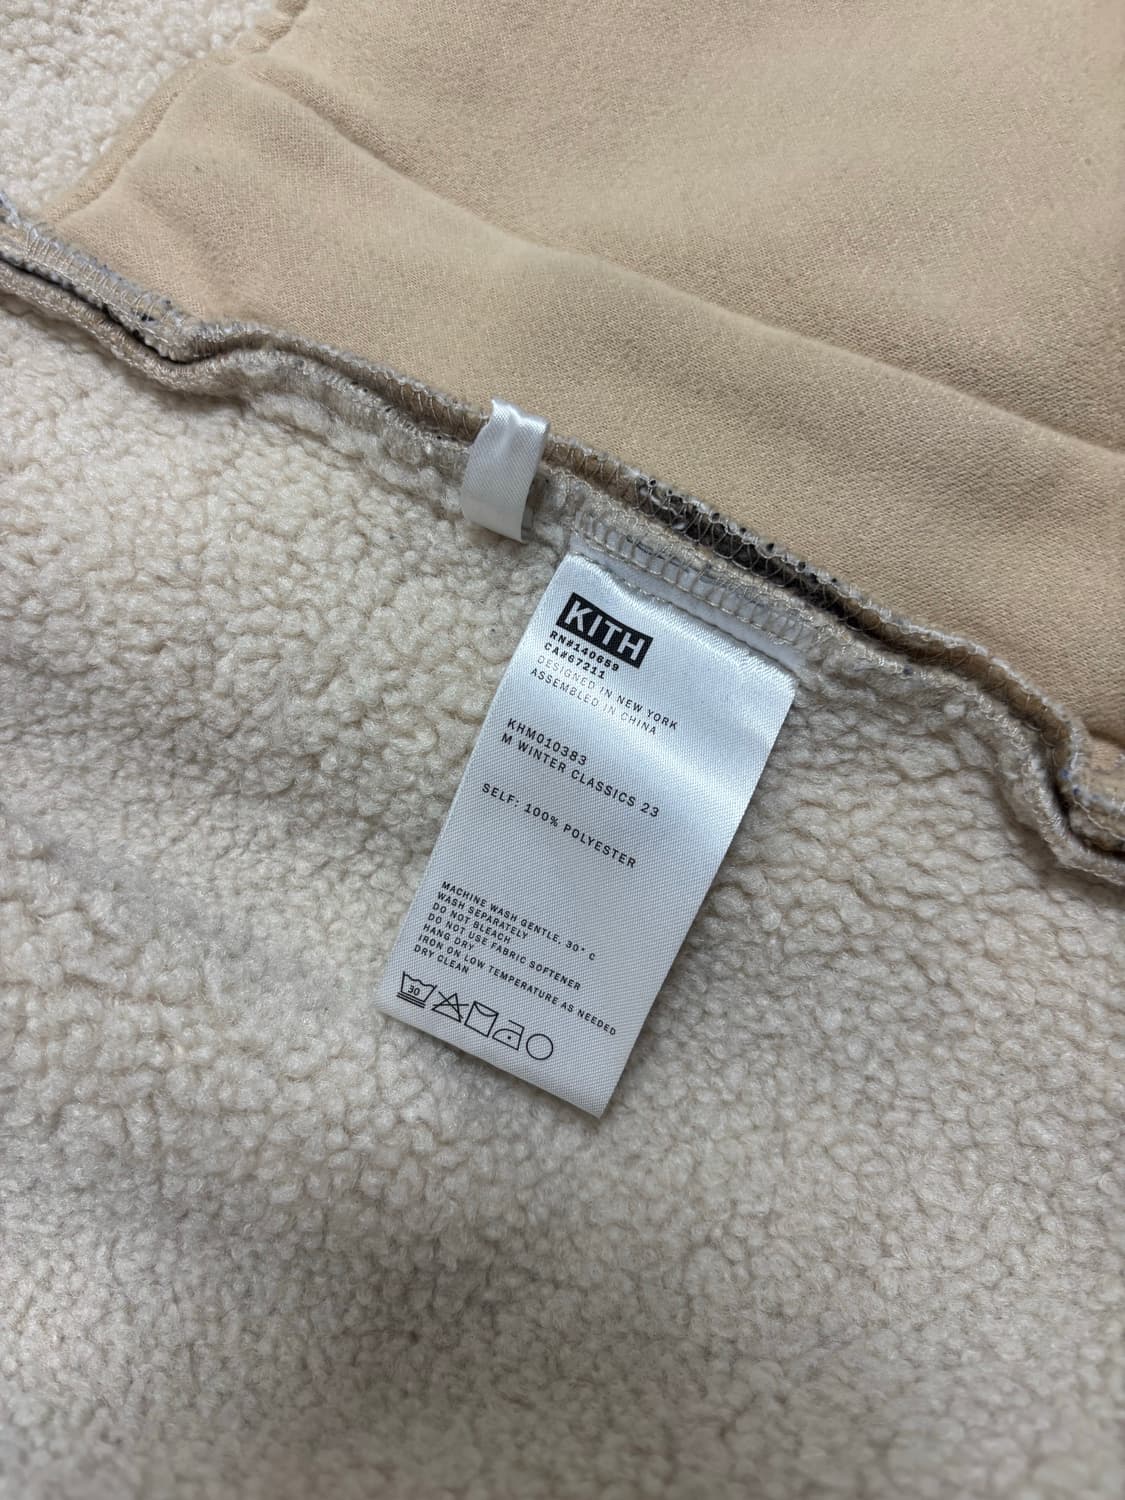 KITH
RN#140659
CA#67211
DESIGNED IN NEW YORK
ASSEMBLED IN CHINA
KHM010383
M WINTER CLASSICS 23
SELF: 100% POLYESTER
MACHINE WASH GENTLE, 30° C
WASH SEPARATELY
DO NOT BLEACH
DO NOT USE FABRIC SOFTENER
HANG DRY
IRON ON LOW TEMPERATURE AS NEEDED
DRY CLEAN
30